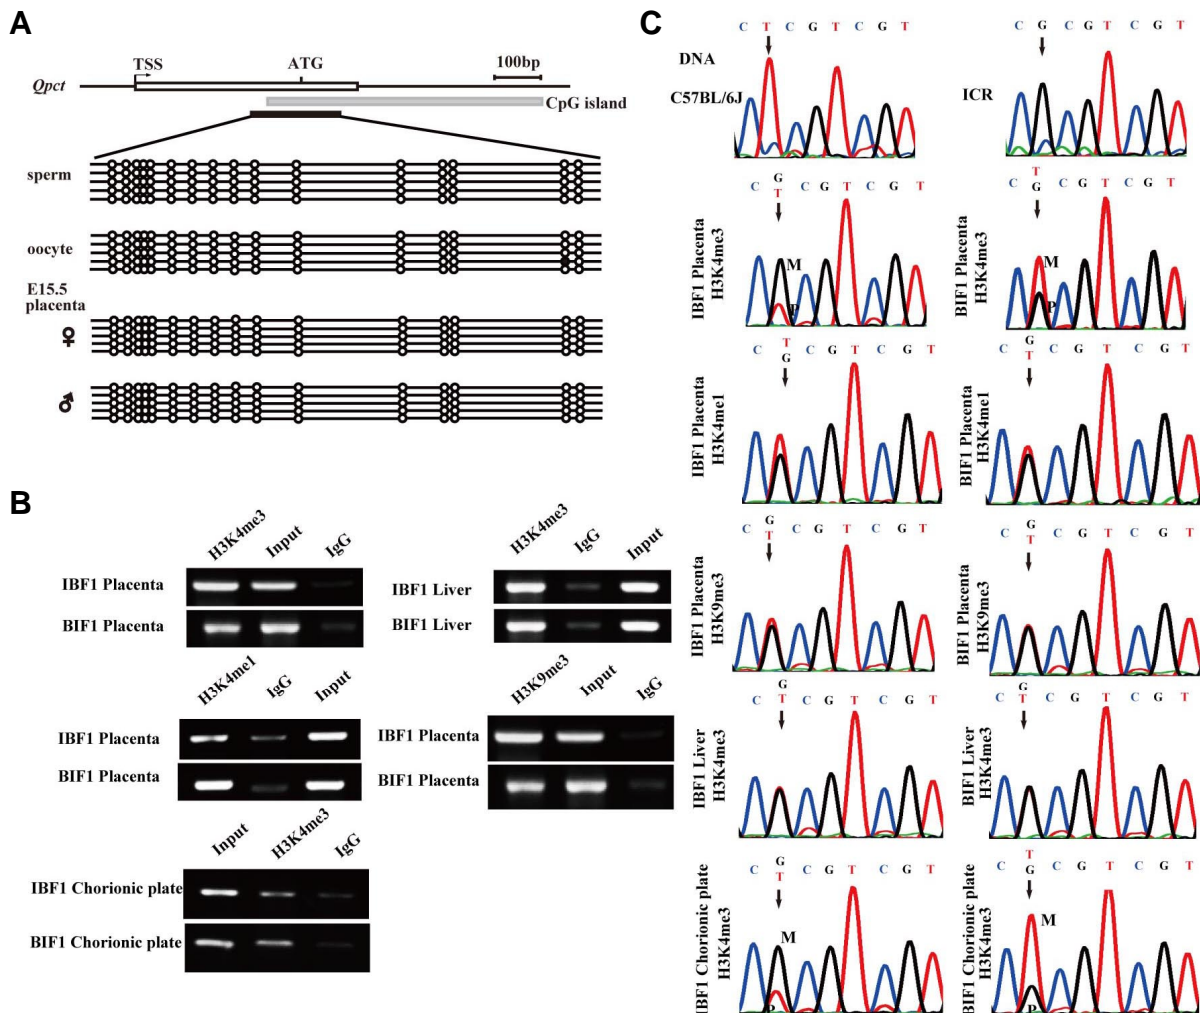 A
TSS
ATG
100bp
Qpct
CpG island
sperm
oocyte
E15.5
placenta
♀
♂
B
H3K4me3
Input
IgG
IBF1 Placenta
BIF1 Placenta
H3K4me3
IgG
Input
IBF1 Liver
BIF1 Liver
H3K4me1
IgG
Input
IBF1 Placenta
BIF1 Placenta
H3K9me3
Input
IgG
IBF1 Placenta
BIF1 Placenta
Input
H3K4me3
IgG
IBF1 Chorionic plate
BIF1 Chorionic plate
C
C T C G T C G T
DNA
C57BL/6J
C G C G T C G T
ICR
G
C T C G T C G T
M
P
IBF1 Placenta
H3K4me3
T
C G C G T C G T
M
P
BIF1 Placenta
H3K4me3
T
C G C G T C G T
IBF1 Placenta
H3K4me1
G
C T C G T C G T
BIF1 Placenta
H3K4me1
G
C T C G T C G T
IBF1 Placenta
H3K9me3
G
C T C G T C G T
BIF1 Placenta
H3K9me3
G
C T C G T C G T
IBF1 Liver
H3K4me3
G
C T C G T C G T
BIF1 Liver
H3K4me3
G
C T C G T C G T
M
P
IBF1 Chorionic plate
H3K4me3
T
C G C G T C G T
M
P
BIF1 Chorionic plate
H3K4me3